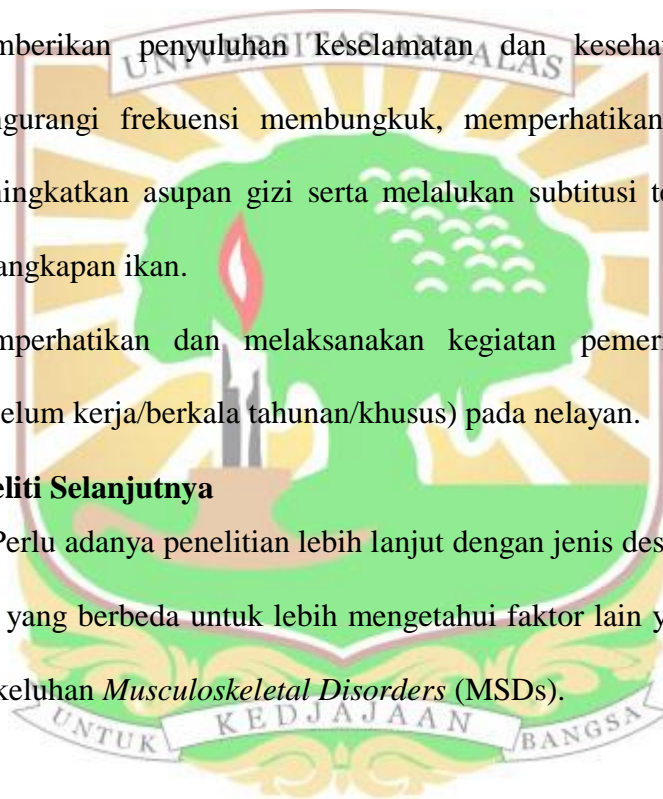 UNIVERSITAS ANDALAS
mberikan penyuluhan keselamatan dan keseha
ngurangi frekuensi membungkuk, memperhatikan
ningkatkan asupan gizi serta melalukan subtitusi t
angkapan ikan.
mperhatikan dan melaksanakan kegiatan pemer
elum kerja/berkala tahunan/khusus) pada nelayan.
eliti Selanjutnya
Perlu adanya penelitian lebih lanjut dengan jenis des
yang berbeda untuk lebih mengetahui faktor lain y
keluhan Musculoskeletal Disorders (MSDs).
UNTUK KEDJAJAAN BANGSA